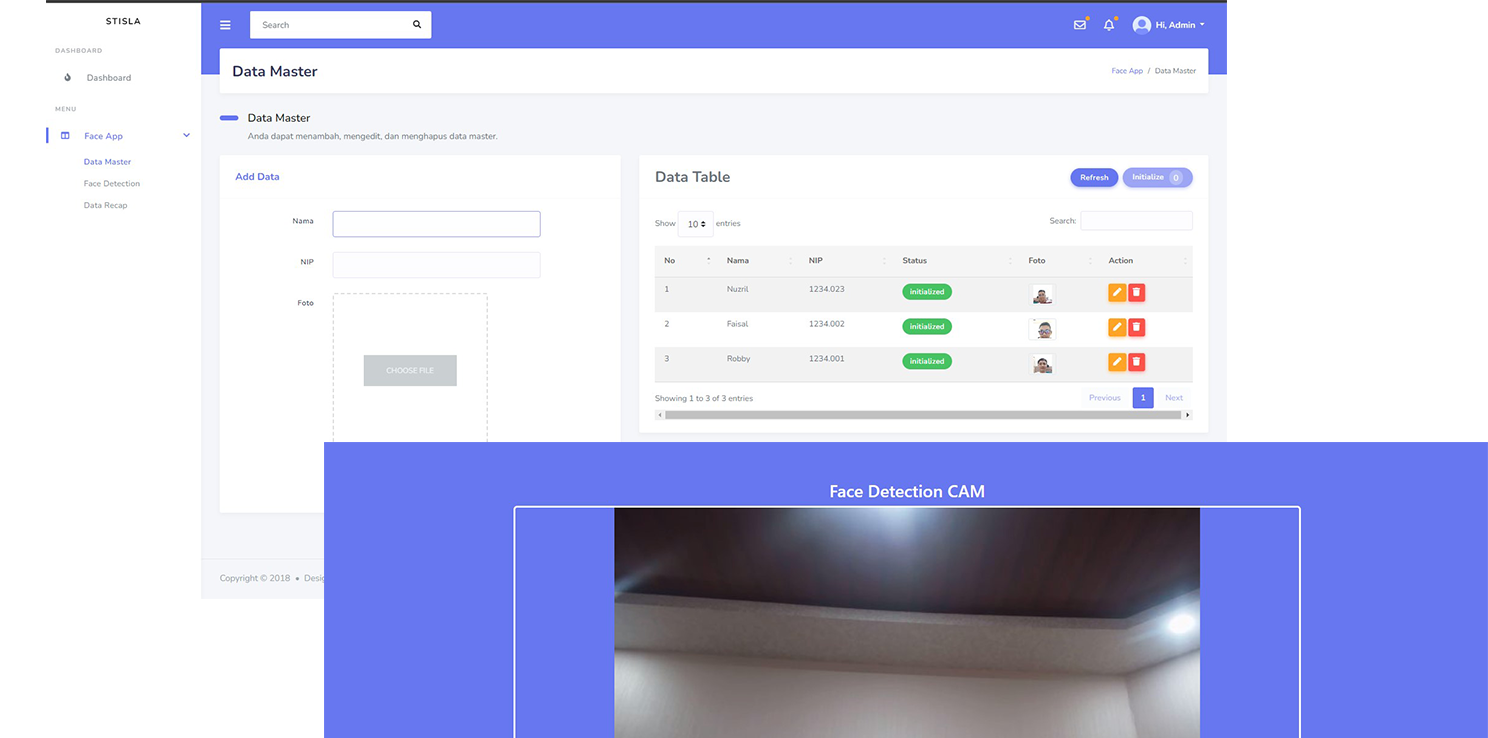 STISLA
Search
Hi, Admin
DASHBOARD
Dashboard
MENU
Face App
Data Master
Face Detection
Data Recap
Data Master
Face App / Data Master
Data Master
Anda dapat menambah, mengedit, dan menghapus data master.
Add Data
Nama
NIP
Foto
CHOOSE FILE
Data Table
Refresh
Initialize 0
Show 10 entries
Search:
No Nama NIP Status Foto Action
1 Nuzril 1234.023 initialized
2 Faisal 1234.002 initialized
3 Robby 1234.001 initialized
Showing 1 to 3 of 3 entries
Previous 1 Next
Copyright © 2018 • Desig
Face Detection CAM